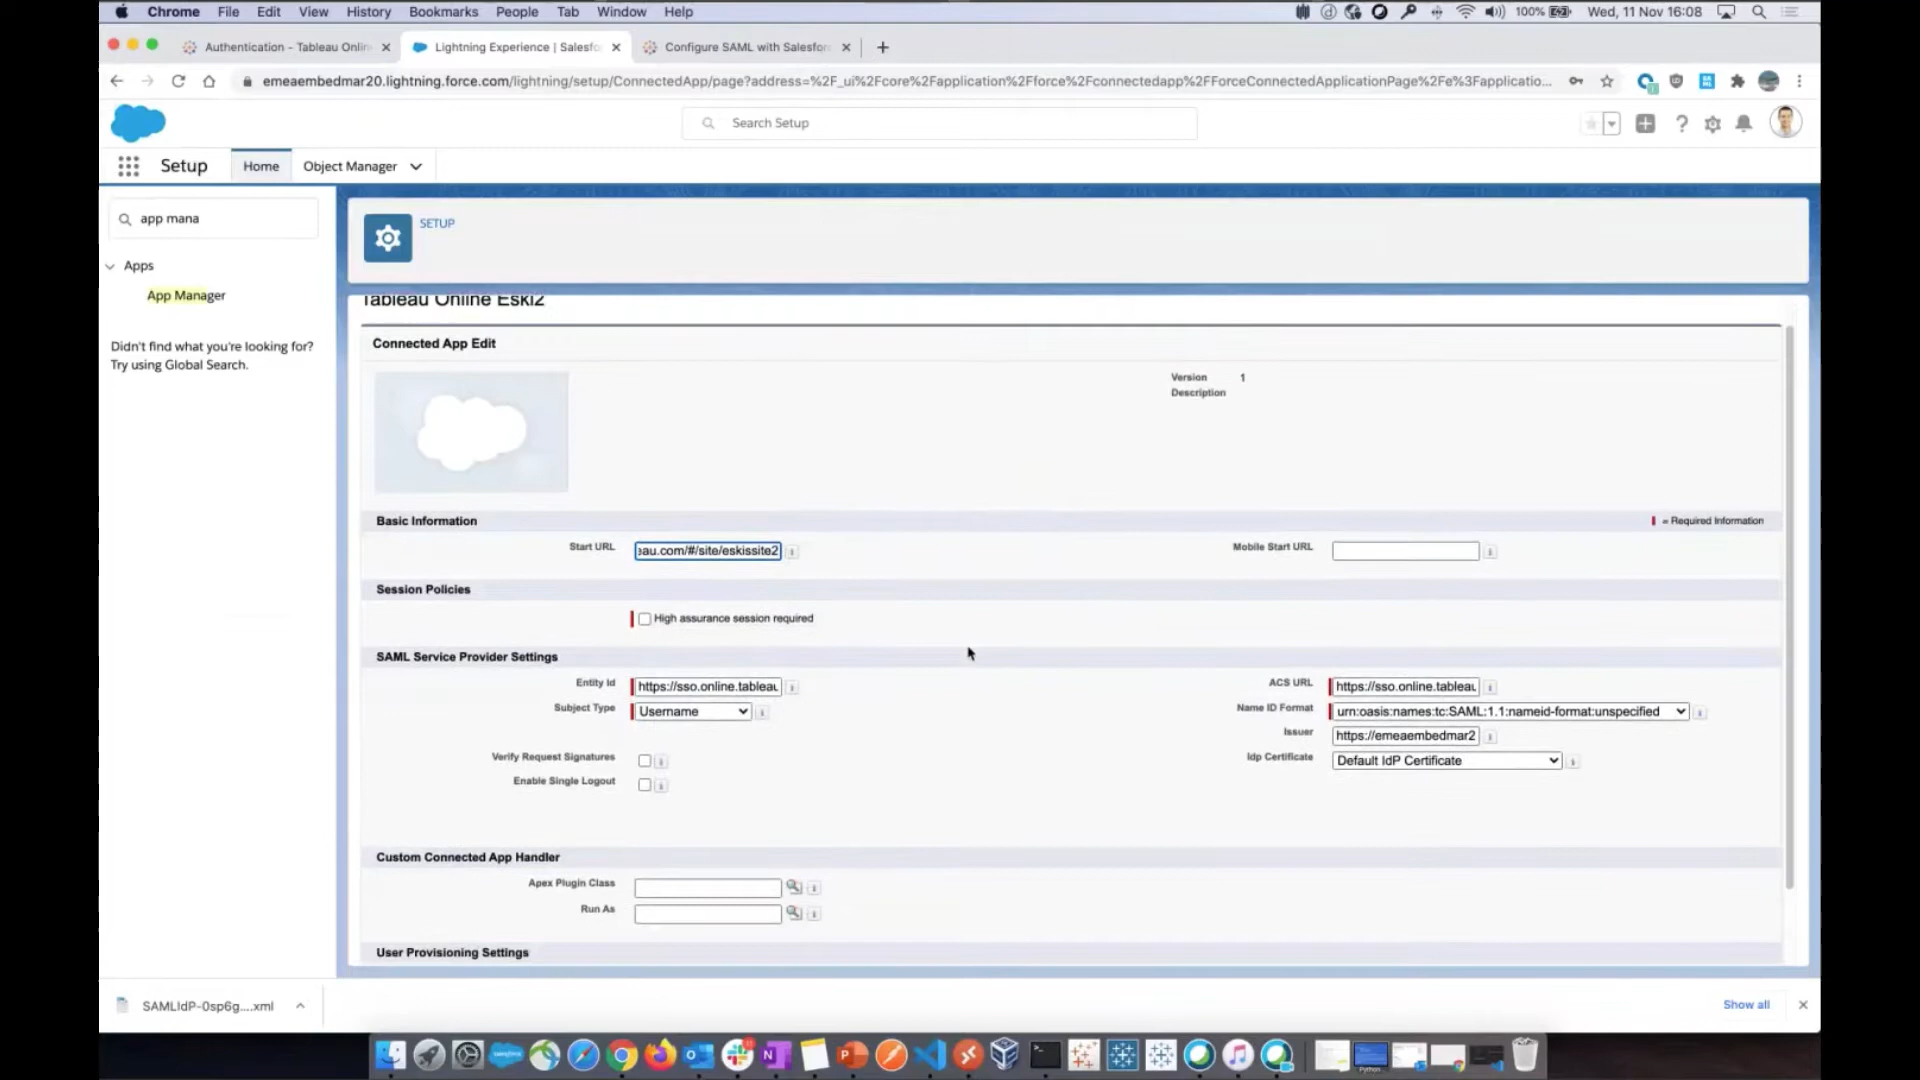 Chrome File Edit View History Bookmarks People Tab Window Help 100% Wed, 11 Nov 16:08
Authentication - Tableau Onlin Lightning Experience | Salesfo Configure SAML with Salesfor
emeaembedmar20.lightning.force.com/lightning/setup/ConnectedApp/page?address=%2F_ui%2Fcore%2Fapplication%2Fforce%2Fconnectedapp%2FForceConnectedApplicationPage%2Fe%3Fapplicatio...
Search Setup
Setup Home Object Manager
app mana
SETUP
Apps
App Manager
Didn't find what you're looking for?
Try using Global Search.
Tableau Online Eski2
Connected App Edit
Version 1
Description
Basic Information
= Required Information
Start URL eau.com/#/site/eskissite2
Mobile Start URL
Session Policies
High assurance session required
SAML Service Provider Settings
Entity Id https://sso.online.tableau
ACS URL https://sso.online.tableau
Subject Type Username
Name ID Format urn:oasis:names:tc:SAML:1.1:nameid-format:unspecified
Issuer https://emeaembedmar2
Verify Request Signatures
Idp Certificate Default IdP Certificate
Enable Single Logout
Custom Connected App Handler
Apex Plugin Class
Run As
User Provisioning Settings
SAMLIdP-0sp6g....xml
Show all